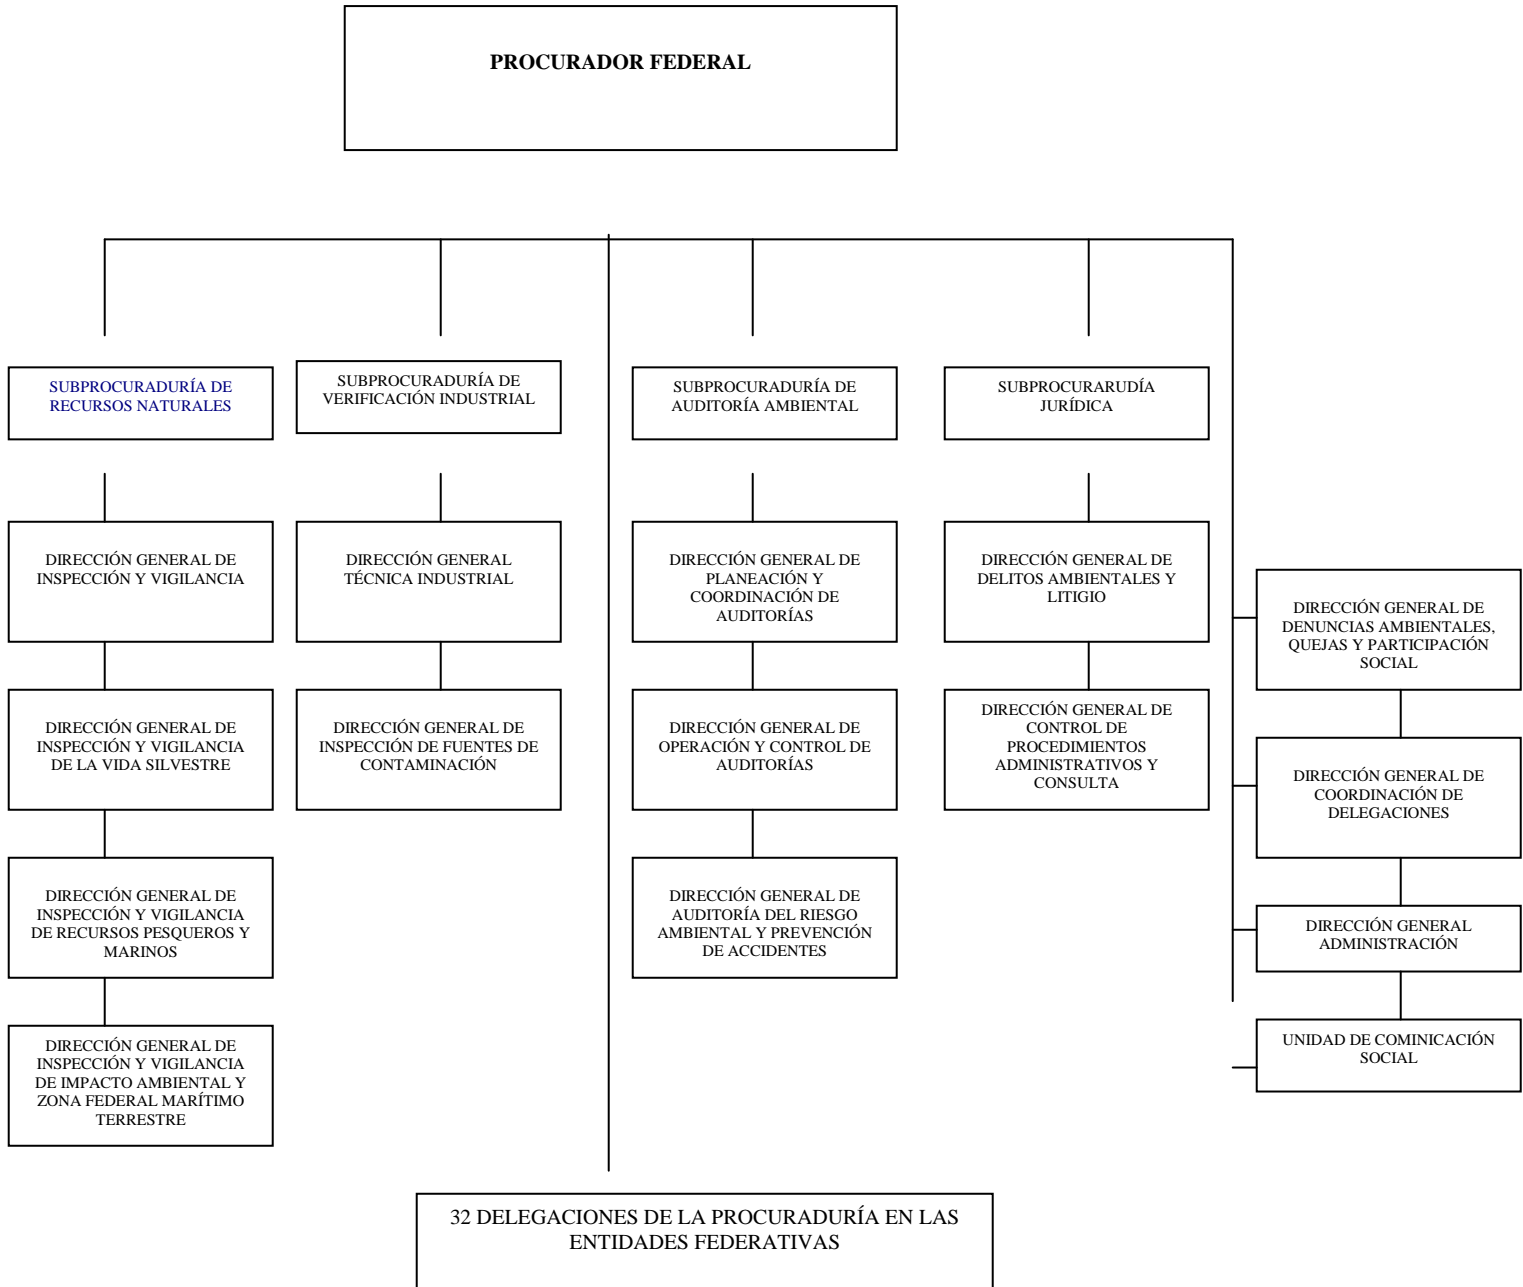 PROCURADOR FEDERAL
SUBPROCURADURÍA DE
RECURSOS NATURALES
SUBPROCURADURÍA DE
VERIFICACIÓN INDUSTRIAL
SUBPROCURADURÍA DE
AUDITORÍA AMBIENTAL
SUBPROCURARUDÍA
JURÍDICA
DIRECCIÓN GENERAL DE
INSPECCIÓN Y VIGILANCIA
DIRECCIÓN GENERAL
TÉCNICA INDUSTRIAL
DIRECCIÓN GENERAL DE
PLANEACIÓN Y
COORDINACIÓN DE
AUDITORÍAS
DIRECCIÓN GENERAL DE
DELITOS AMBIENTALES Y
LITIGIO
DIRECCIÓN GENERAL DE
DENUNCIAS AMBIENTALES,
QUEJAS Y PARTICIPACIÓN
SOCIAL
DIRECCIÓN GENERAL DE
INSPECCIÓN Y VIGILANCIA
DE LA VIDA SILVESTRE
DIRECCIÓN GENERAL DE
INSPECCIÓN DE FUENTES DE
CONTAMINACIÓN
DIRECCIÓN GENERAL DE
OPERACIÓN Y CONTROL DE
AUDITORÍAS
DIRECCIÓN GENERAL DE
CONTROL DE
PROCEDIMIENTOS
ADMINISTRATIVOS Y
CONSULTA
DIRECCIÓN GENERAL DE
COORDINACIÓN DE
DELEGACIONES
DIRECCIÓN GENERAL DE
INSPECCIÓN Y VIGILANCIA
DE RECURSOS PESQUEROS Y
MARINOS
DIRECCIÓN GENERAL DE
AUDITORÍA DEL RIESGO
AMBIENTAL Y PREVENCIÓN
DE ACCIDENTES
DIRECCIÓN GENERAL
ADMINISTRACIÓN
DIRECCIÓN GENERAL DE
INSPECCIÓN Y VIGILANCIA
DE IMPACTO AMBIENTAL Y
ZONA FEDERAL MARÍTIMO
TERRESTRE
UNIDAD DE COMINICACIÓN
SOCIAL
32 DELEGACIONES DE LA PROCURADURÍA EN LAS
ENTIDADES FEDERATIVAS